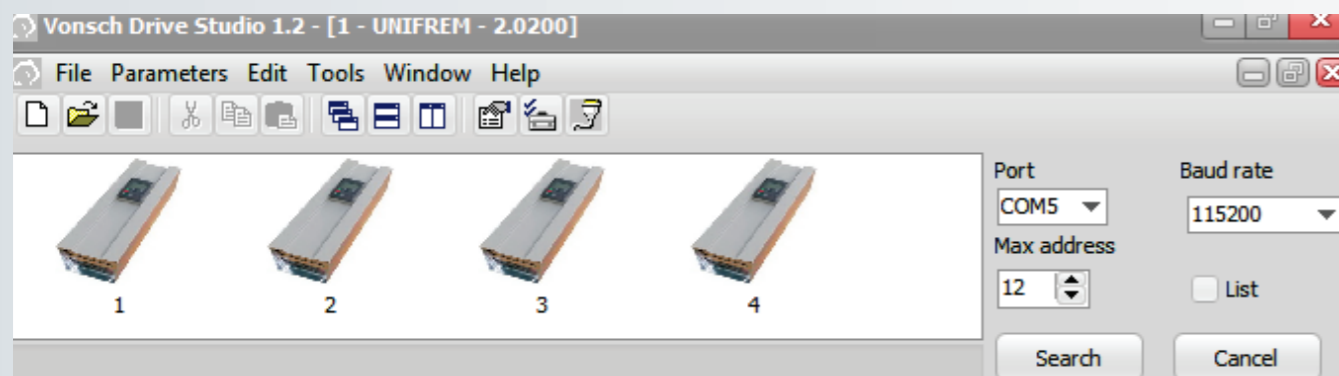 Vonsch Drive Studio 1.2 - [1 - UNIFREM - 2.0200]
File Parameters Edit Tools Window Help
1 2 3 4
Port Baud rate
COM5 115200
Max address
12 List
Search Cancel